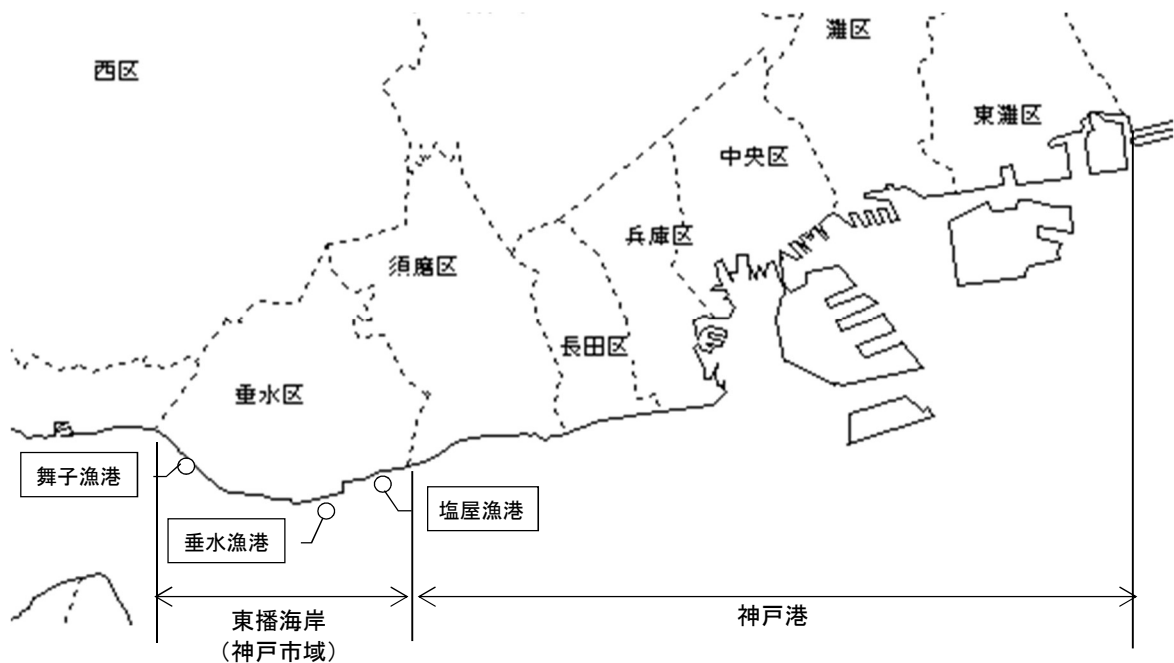 灘区
西区
東灘区
中央区
兵庫区
須磨区
長田区
垂水区
舞子漁港
塩屋漁港
垂水漁港
東播海岸
（神戸市域）
神戸港